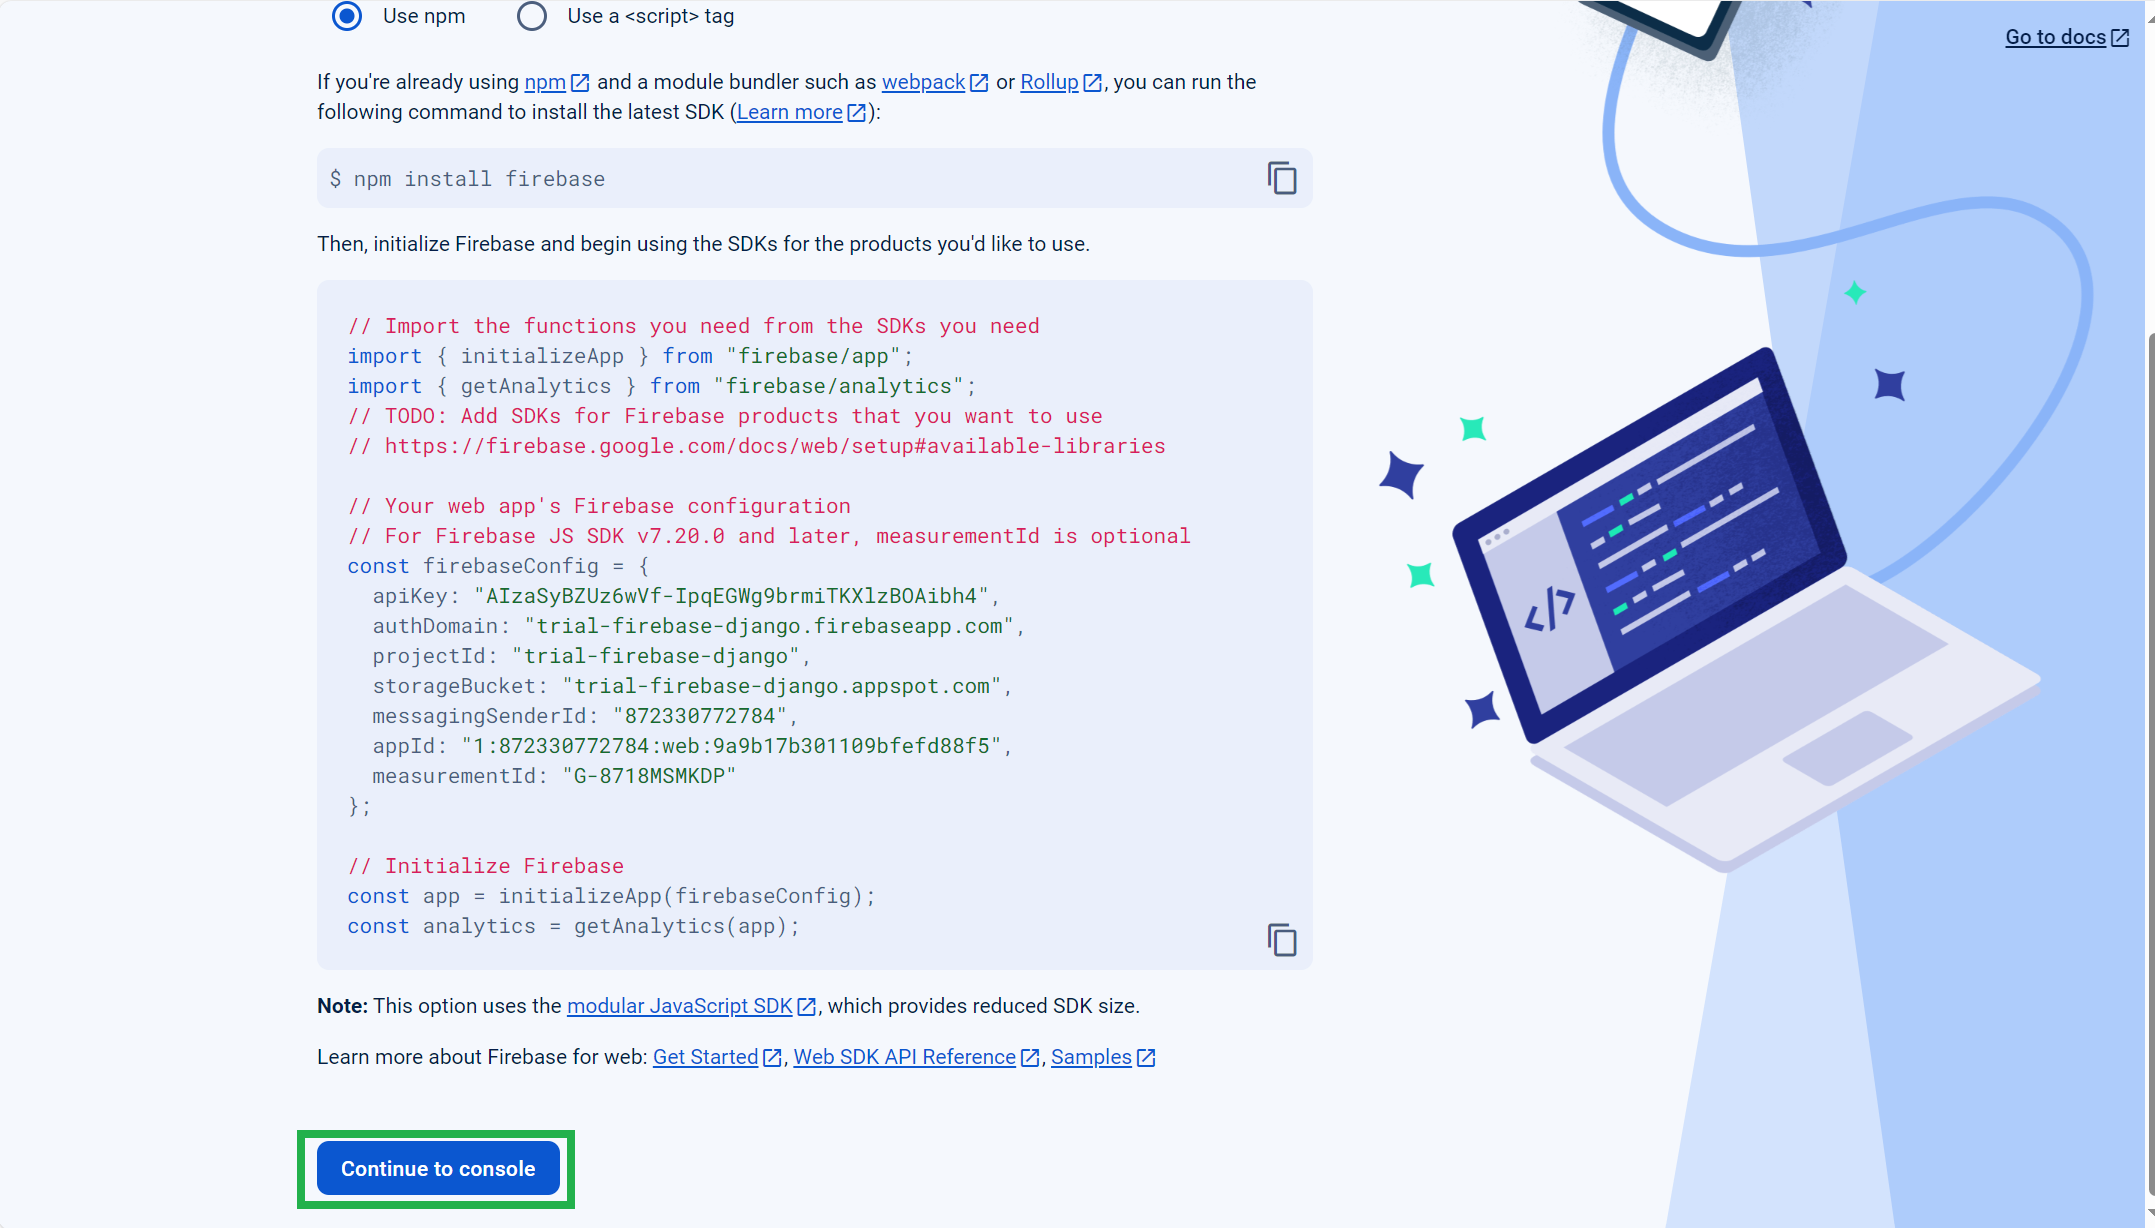 Use npm Use a <script> tag
Go to docs
If you're already using npm and a module bundler such as webpack or Rollup, you can run the
following command to install the latest SDK (Learn more):
$ npm install firebase
Then, initialize Firebase and begin using the SDKs for the products you'd like to use.
// Import the functions you need from the SDKs you need
import { initializeApp } from "firebase/app";
import { getAnalytics } from "firebase/analytics";
// TODO: Add SDKs for Firebase products that you want to use
// https://firebase.google.com/docs/web/setup#available-libraries
// Your web app's Firebase configuration
// For Firebase JS SDK v7.20.0 and later, measurementId is optional
const firebaseConfig = {
apiKey: "AIzaSyBZUz6wVf-IpqEGWg9brmiTKXlzBOAibh4",
authDomain: "trial-firebase-django.firebaseapp.com",
projectId: "trial-firebase-django",
storageBucket: "trial-firebase-django.appspot.com",
messagingSenderId: "872330772784",
appId: "1:872330772784:web:9a9b17b301109bfefd88f5",
measurementId: "G-8718MSMKDP"
};
// Initialize Firebase
const app = initializeApp(firebaseConfig);
const analytics = getAnalytics(app);
</>
Note: This option uses the modular JavaScript SDK, which provides reduced SDK size.
Learn more about Firebase for web: Get Started, Web SDK API Reference, Samples
Continue to console